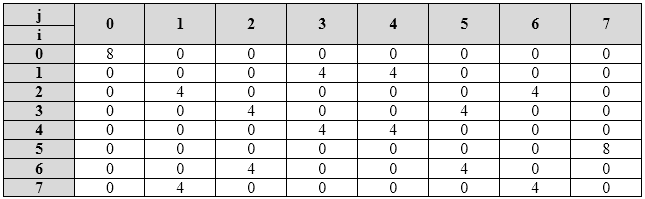 j 0 1 2 3 4 5 6 7
i
0 8 0 0 0 0 0 0 0
1 0 0 0 4 4 0 0 0
2 0 4 0 0 0 0 4 0
3 0 0 4 0 0 4 0 0
4 0 0 0 4 4 0 0 0
5 0 0 0 0 0 0 0 8
6 0 0 4 0 0 4 0 0
7 0 4 0 0 0 0 4 0